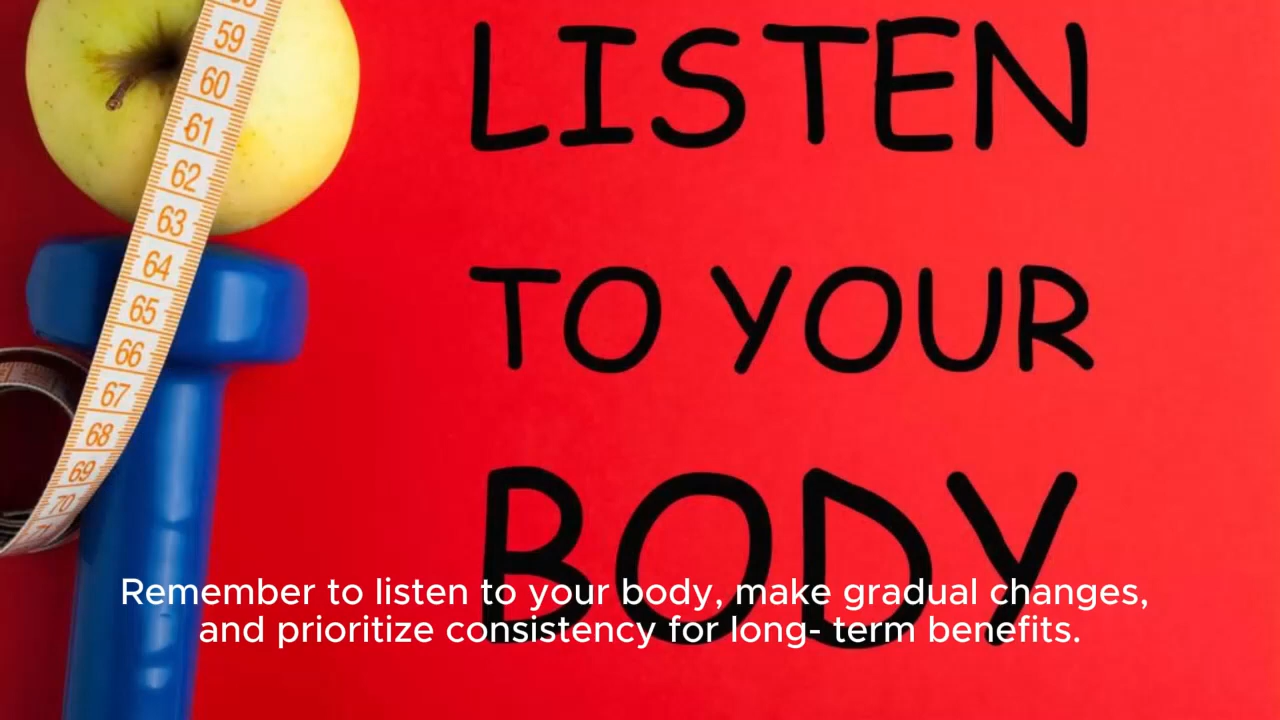 59
60
61
62
63
64
65
66
67
68
69
70
LISTEN
TO YOUR
BODY
Remember to listen to your body, make gradual changes,
and prioritize consistency for long- term benefits.